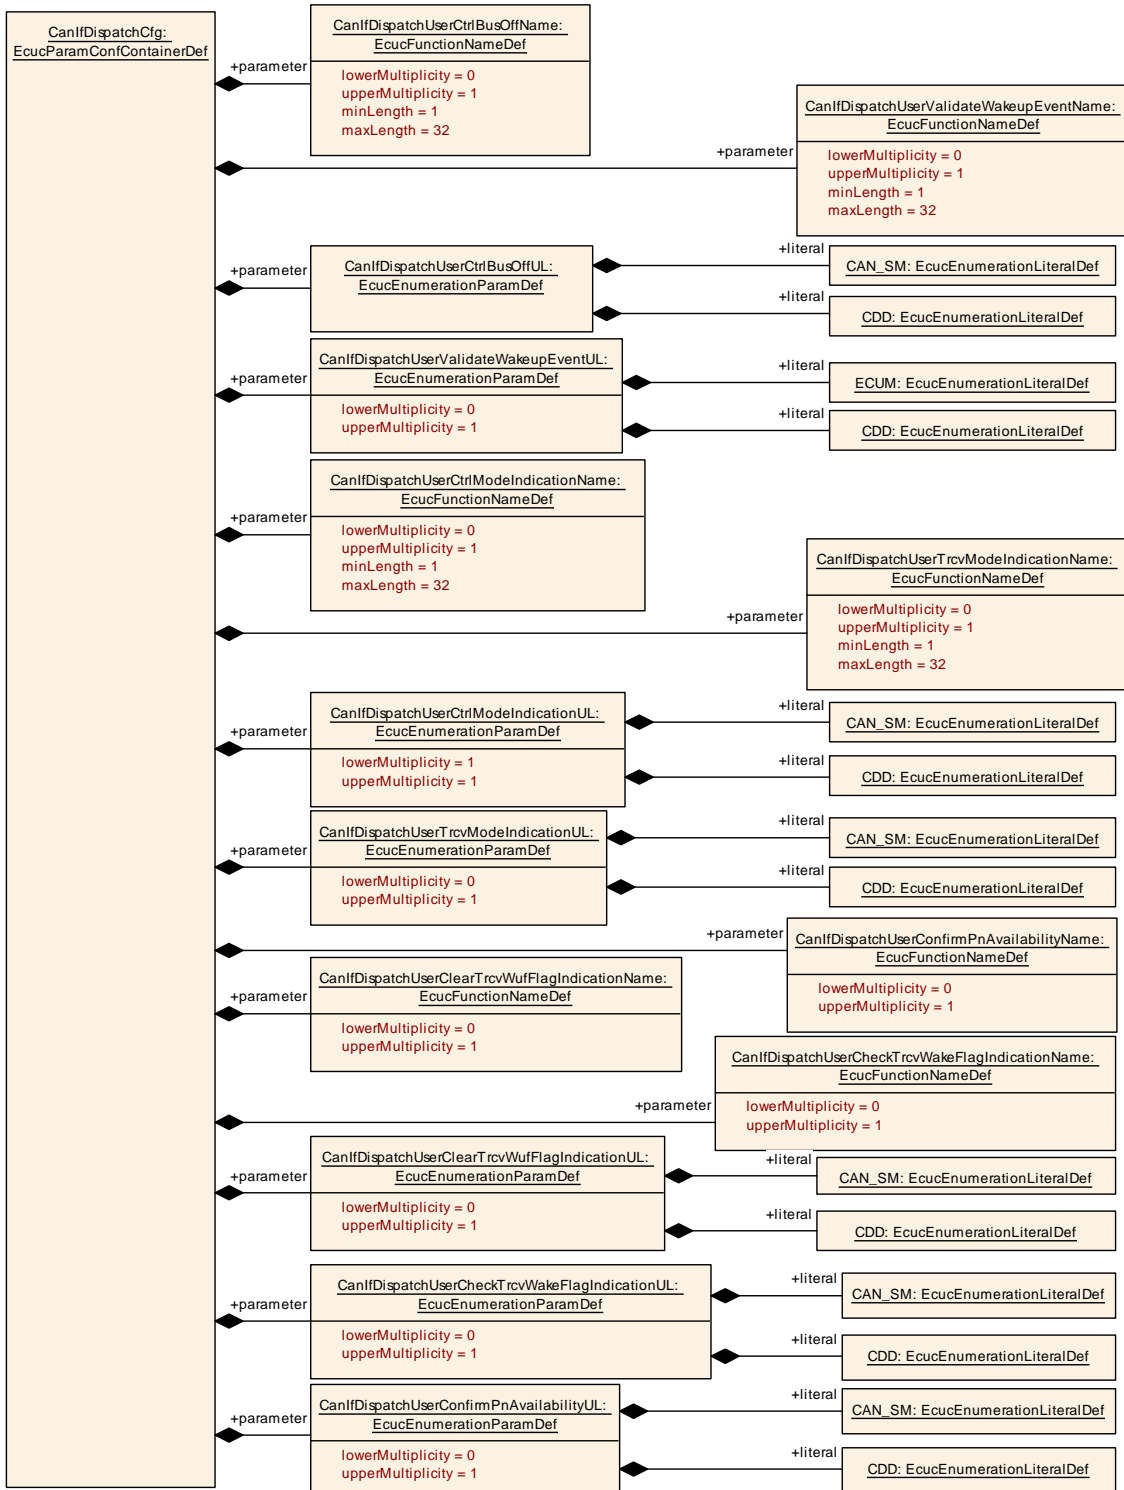 CanIfDispatchCfg:
EcucParamConfContainerDef
CanIfDispatchUserCtrlBusOffName:
EcucFunctionNameDef
+parameter
lowerMultiplicity = 0
upperMultiplicity = 1
minLength = 1
maxLength = 32
CanIfDispatchUserValidateWakeupEventName:
EcucFunctionNameDef
+parameter
lowerMultiplicity = 0
upperMultiplicity = 1
minLength = 1
maxLength = 32
+parameter
CanIfDispatchUserCtrlBusOffUL:
EcucEnumerationParamDef
+literal
CAN_SM: EcucEnumerationLiteralDef
+literal
CDD: EcucEnumerationLiteralDef
CanIfDispatchUserValidateWakeupEventUL:
EcucEnumerationParamDef
+parameter
lowerMultiplicity = 0
upperMultiplicity = 1
+literal
ECUM: EcucEnumerationLiteralDef
+literal
CDD: EcucEnumerationLiteralDef
CanIfDispatchUserCtrlModeIndicationName:
EcucFunctionNameDef
+parameter
lowerMultiplicity = 0
upperMultiplicity = 1
minLength = 1
maxLength = 32
CanIfDispatchUserTrcvModeIndicationName:
EcucFunctionNameDef
+parameter
lowerMultiplicity = 0
upperMultiplicity = 1
minLength = 1
maxLength = 32
CanIfDispatchUserCtrlModeIndicationUL:
EcucEnumerationParamDef
+parameter
lowerMultiplicity = 1
upperMultiplicity = 1
+literal
CAN_SM: EcucEnumerationLiteralDef
+literal
CDD: EcucEnumerationLiteralDef
CanIfDispatchUserTrcvModeIndicationUL:
EcucEnumerationParamDef
+parameter
lowerMultiplicity = 0
upperMultiplicity = 1
+literal
CAN_SM: EcucEnumerationLiteralDef
+literal
CDD: EcucEnumerationLiteralDef
+parameter
CanIfDispatchUserConfirmPnAvailabilityName:
EcucFunctionNameDef
lowerMultiplicity = 0
upperMultiplicity = 1
CanIfDispatchUserClearTrcvWufFlagIndicationName:
EcucFunctionNameDef
+parameter
lowerMultiplicity = 0
upperMultiplicity = 1
CanIfDispatchUserCheckTrcvWakeFlagIndicationName:
EcucFunctionNameDef
+parameter
lowerMultiplicity = 0
upperMultiplicity = 1
CanIfDispatchUserClearTrcvWufFlagIndicationUL:
EcucEnumerationParamDef
+parameter
lowerMultiplicity = 0
upperMultiplicity = 1
+literal
CAN_SM: EcucEnumerationLiteralDef
+literal
CDD: EcucEnumerationLiteralDef
CanIfDispatchUserCheckTrcvWakeFlagIndicationUL:
EcucEnumerationParamDef
+parameter
lowerMultiplicity = 0
upperMultiplicity = 1
+literal
CAN_SM: EcucEnumerationLiteralDef
+literal
CDD: EcucEnumerationLiteralDef
CanIfDispatchUserConfirmPnAvailabilityUL:
EcucEnumerationParamDef
+parameter
lowerMultiplicity = 0
upperMultiplicity = 1
+literal
CAN_SM: EcucEnumerationLiteralDef
+literal
CDD: EcucEnumerationLiteralDef